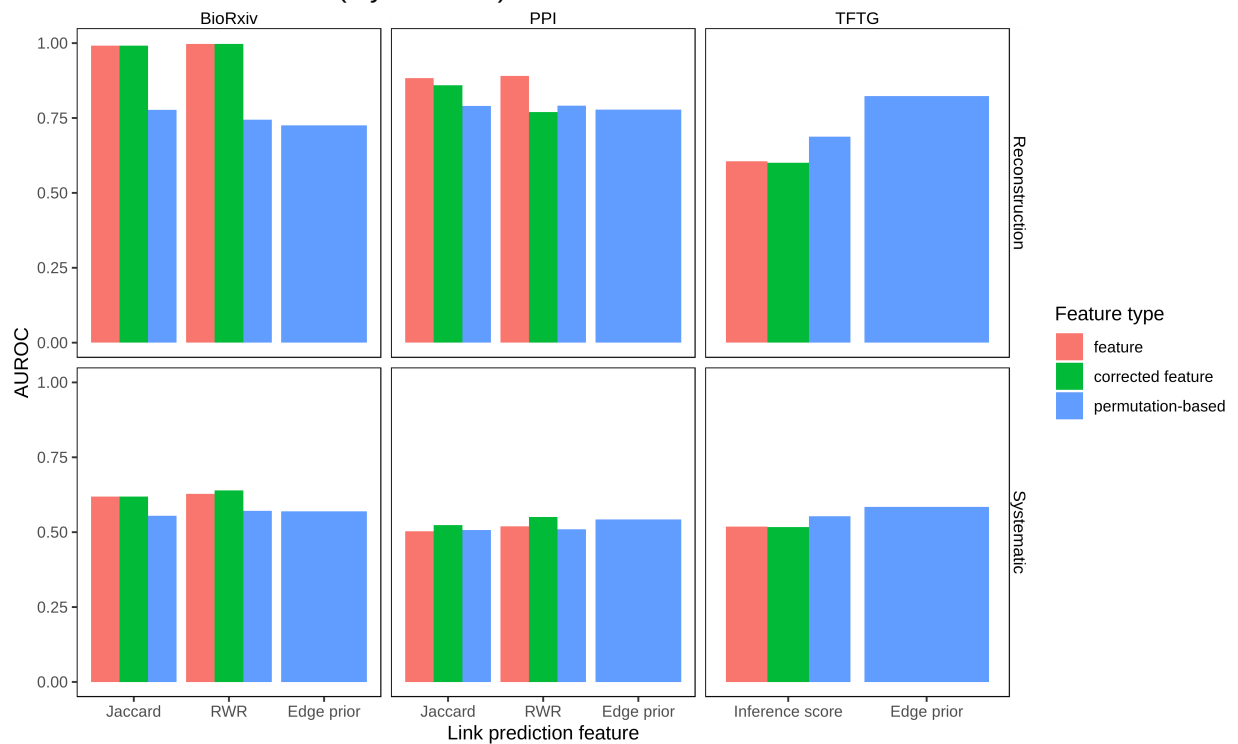 BioRxiv
PPI
TFTG
1.00
0.75
0.50
0.25
0.00
Reconstruction
1.00
0.75
0.50
0.25
0.00
Systematic
AUROC
Jaccard
RWR
Edge prior
Jaccard
RWR
Edge prior
Inference score
Edge prior
Link prediction feature
Feature type
feature
corrected feature
permutation-based